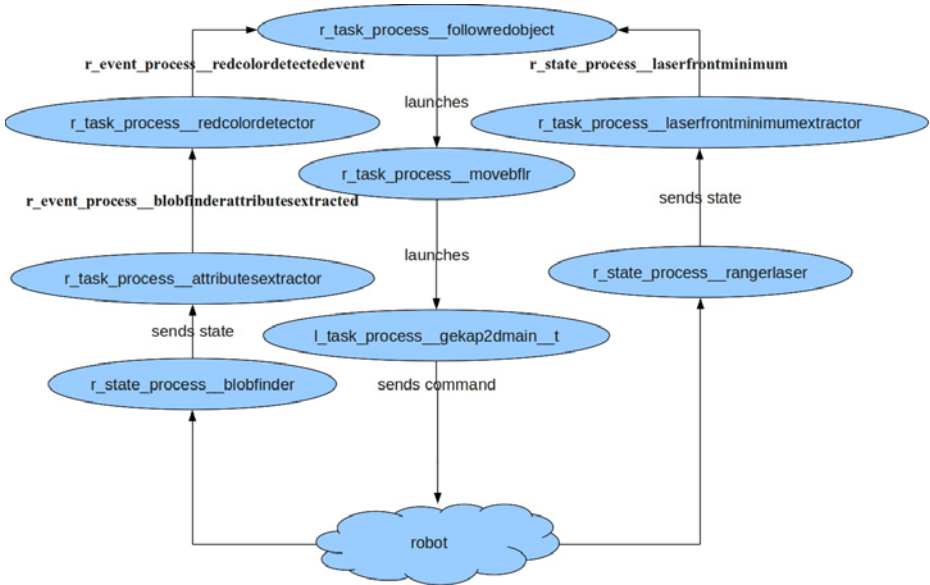 r_task_process__followredobject
r_event_process__redcolordetectedevent
r_state_process__laserfrontminimum
launches
r_task_process__redcolordetector
r_task_process__laserfrontminimumextractor
r_task_process__movebflr
r_event_process__blobfinderattributesextracted
sends state
launches
r_task_process__attributesextractor
r_state_process__rangerlaser
sends state
l_task_process__gekap2dmain__t
r_state_process__blobfinder
sends command
robot